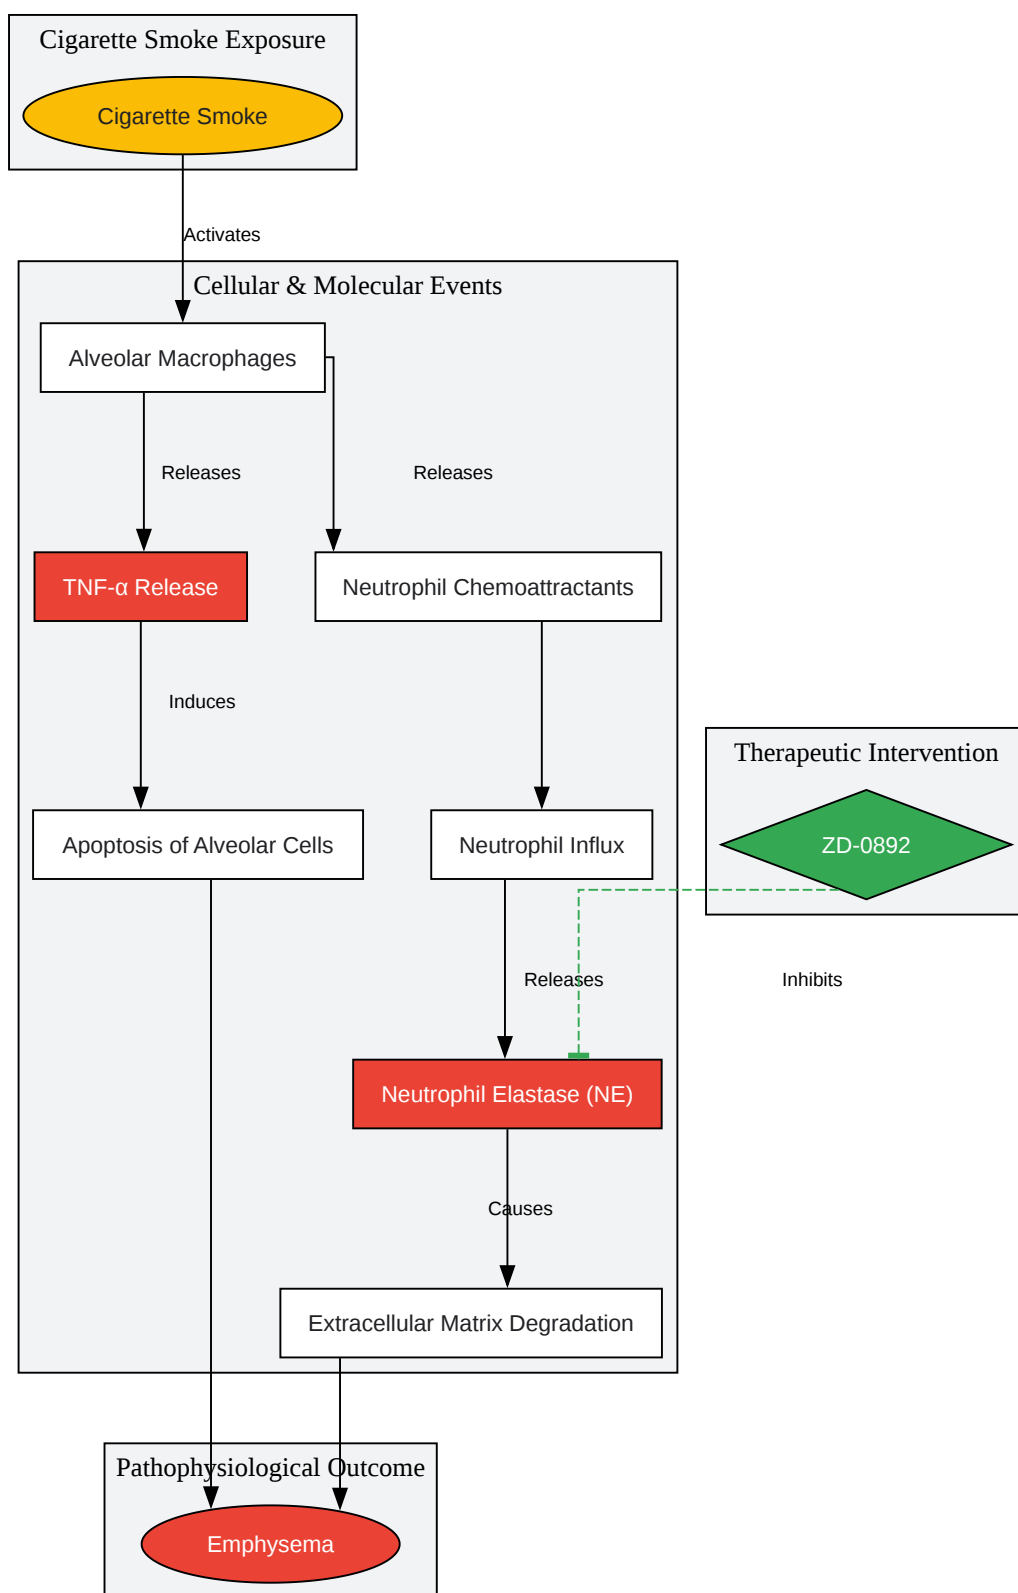 Cigarette Smoke Exposure
Cigarette Smoke
Activates
Cellular & Molecular Events
Alveolar Macrophages
Releases
Releases
TNF-α Release
Neutrophil Chemoattractants
Induces
Therapeutic Intervention
Apoptosis of Alveolar Cells
Neutrophil Influx
ZD-0892
Releases
Inhibits
Neutrophil Elastase (NE)
Causes
Extracellular Matrix Degradation
Pathophysiological Outcome
Emphysema